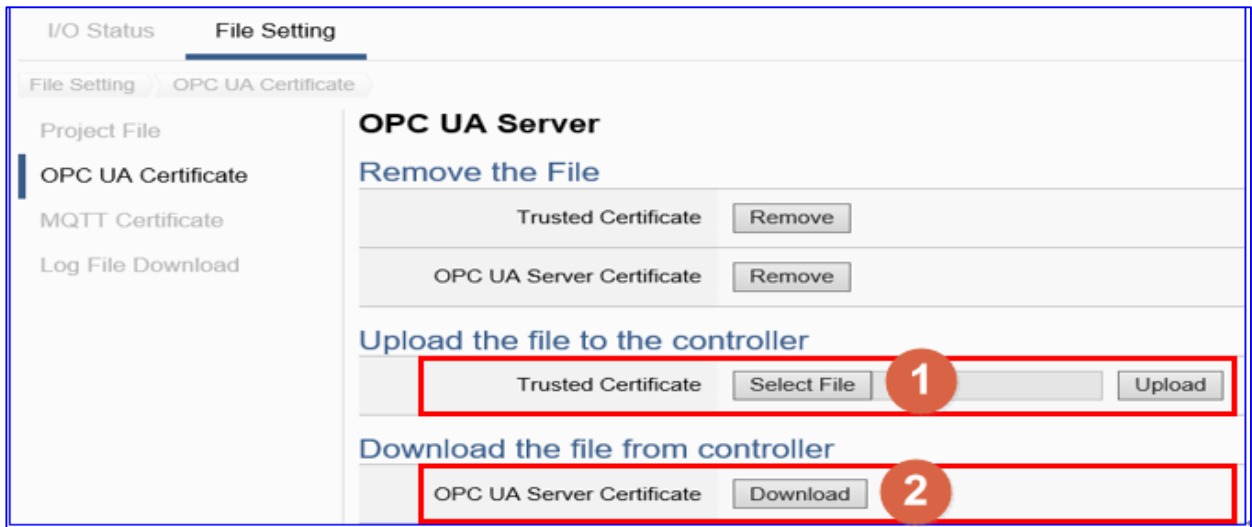 I/O Status File Setting
File Setting OPC UA Certificate
Project File
OPC UA Certificate
MQTT Certificate
Log File Download
OPC UA Server
Remove the File
Trusted Certificate Remove
OPC UA Server Certificate Remove
Upload the file to the controller
Trusted Certificate Select File 1 Upload
Download the file from controller
OPC UA Server Certificate Download 2